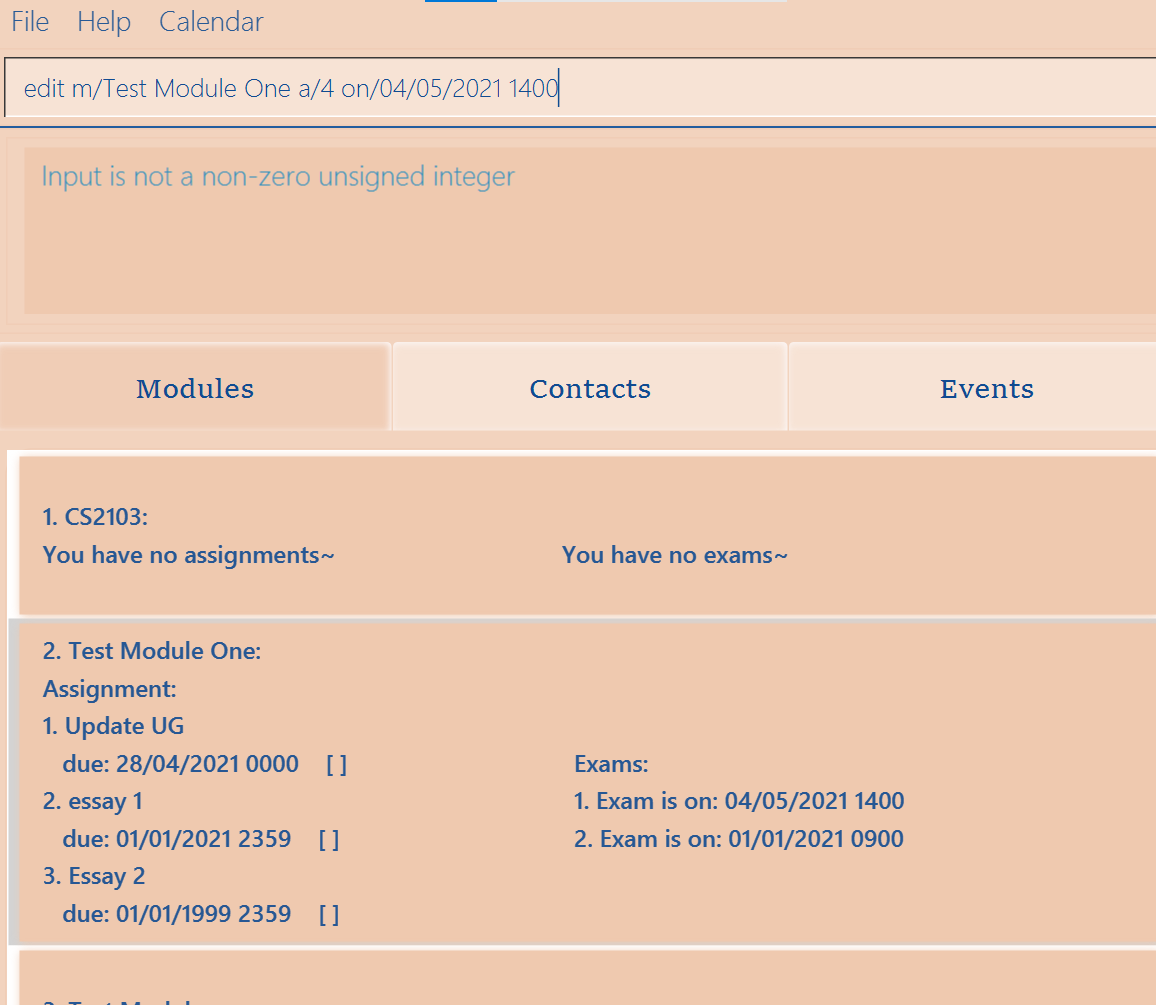 File Help Calendar
edit m/Test Module One a/4 on/04/05/2021 1400
Input is not a non-zero unsigned integer
Modules Contacts Events
1. CS2103:
You have no assignments~ You have no exams~
2. Test Module One:
Assignment:
1. Update UG
due: 28/04/2021 0000 [ ] Exams:
2. essay 1 1. Exam is on: 04/05/2021 1400
due: 01/01/2021 2359 [ ] 2. Exam is on: 01/01/2021 0900
3. Essay 2
due: 01/01/1999 2359 [ ]